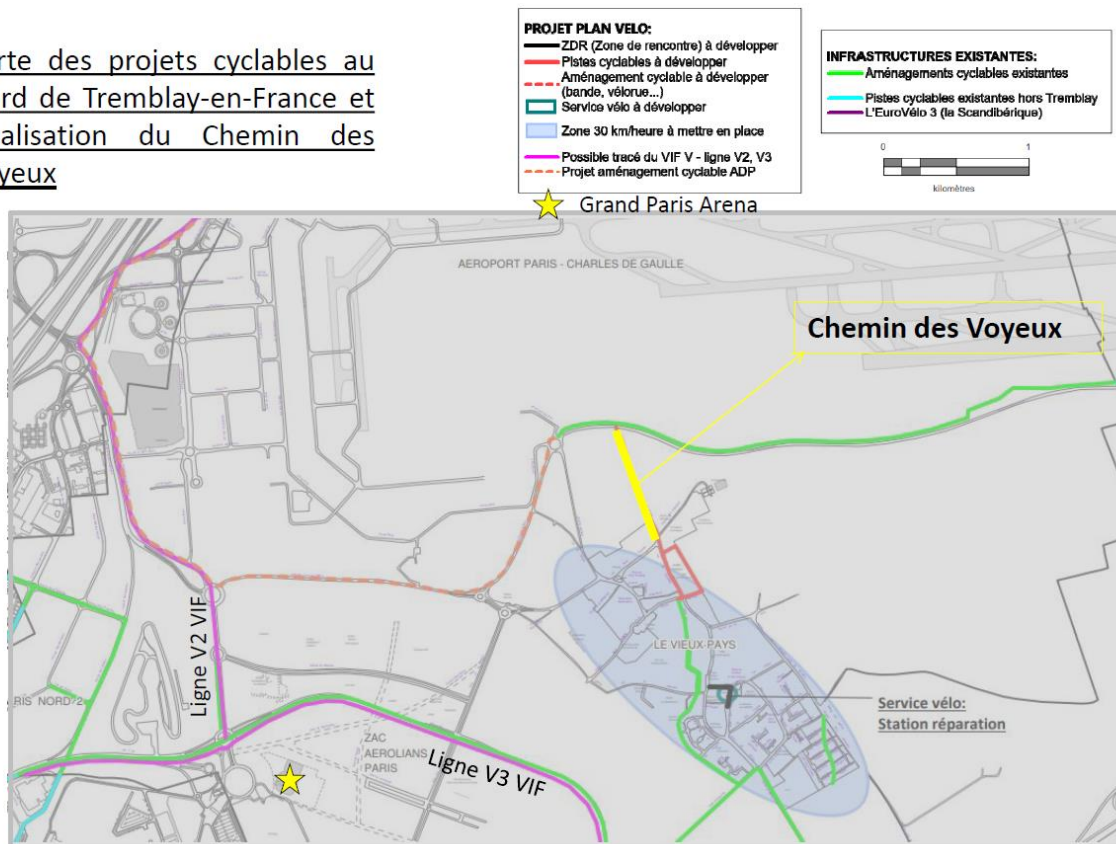 rte des projets cyclables au
rd de Tremblay-en-France et
alisation du Chemin des
yeux
PROJET PLAN VELO:
ZDR (Zone de rencontre) à développer
Pistes cyclables à développer
Aménagement cyclable à développer
(bande, vélorue...)
Service vélo à développer
Zone 30 km/heure à mettre en place
Possible tracé du VIF V - ligne V2, V3
Projet aménagement cyclable ADP
INFRASTRUCTURES EXISTANTES:
Aménagements cyclables existantes
Pistes cyclables existantes hors Tremblay
L'EuroVélo 3 (la Scandibérique)
0 1
kilomètres
Grand Paris Arena
AEROPORT PARIS - CHARLES DE GAULLE
Chemin des Voyeux
Ligne V2 VIF
LE VIEUX-PAYS
RIS NORD 2
Service vélo:
Station réparation
ZAC
AEROLIANS
PARIS
Ligne V3 VIF